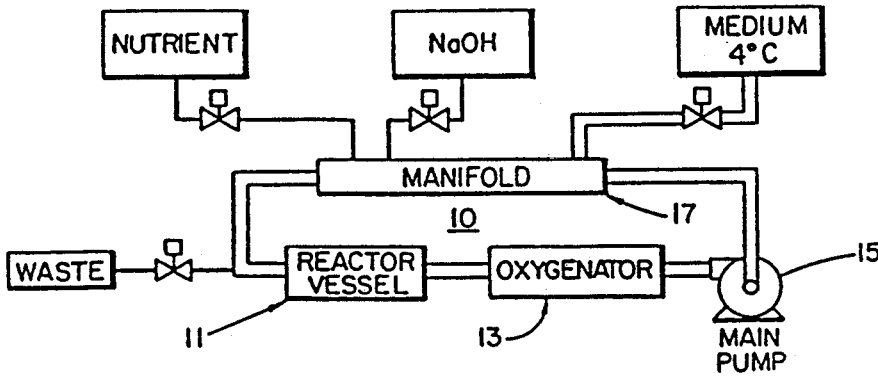 NUTRIENT
NaOH
MEDIUM
4°C
MANIFOLD
17
10
WASTE
REACTOR
VESSEL
OXYGENATOR
15
11
13
MAIN
PUMP